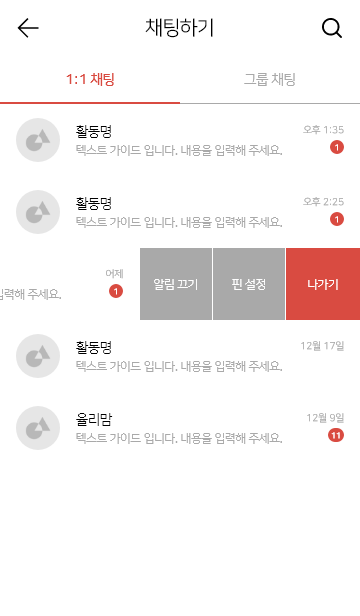 채팅하기
1:1 채팅
그룹 채팅
활동명
오후 1:35
텍스트 가이드 입니다. 내용을 입력해 주세요.
1
활동명
오후 2:25
텍스트 가이드 입니다. 내용을 입력해 주세요.
1
어제
입력해 주세요.
1
알림 끄기
핀 설정
나가기
활동명
12월 17일
텍스트 가이드 입니다. 내용을 입력해 주세요.
율리맘
12월 9일
텍스트 가이드 입니다. 내용을 입력해 주세요.
11